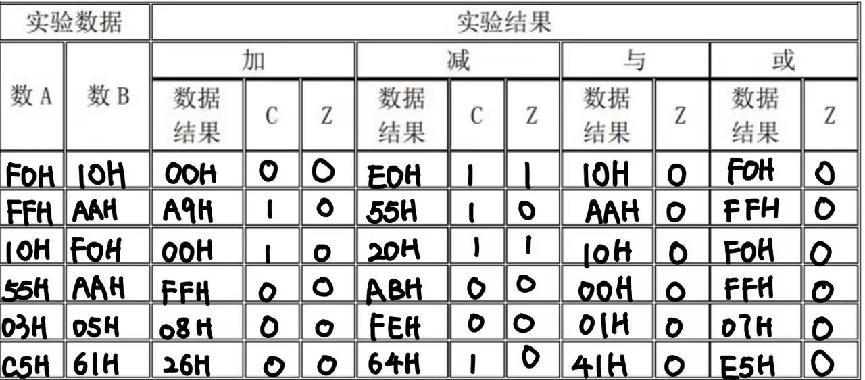 实验数据 实验结果
加 减 与 或
数 A 数 B 数据结果 C Z 数据结果 C Z 数据结果 Z 数据结果 Z
F0H 10H 00H 0 0 E0H 1 1 10H 0 F0H 0
FFH AAH A9H 1 0 55H 1 0 AAH 0 FFH 0
10H F0H 00H 1 0 20H 1 1 10H 0 F0H 0
55H AAH FFH 0 0 ABH 0 0 00H 0 FFH 0
03H 05H 08H 0 0 FEH 0 0 01H 0 07H 0
C5H 61H 26H 0 0 64H 1 0 41H 0 E5H 0